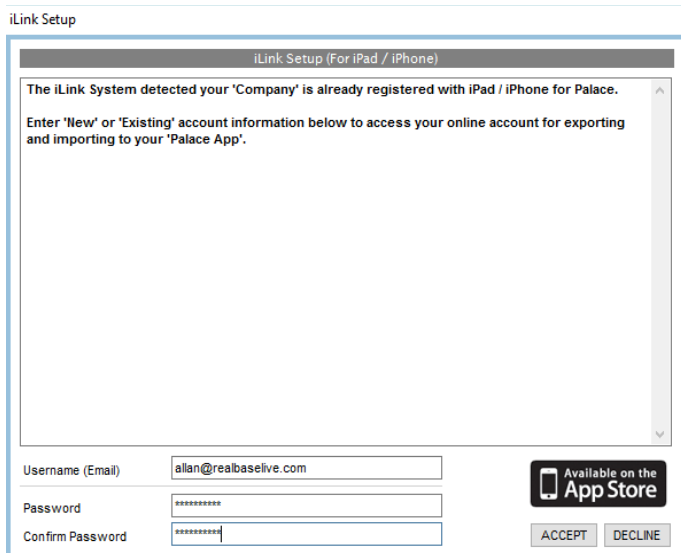 iLink Setup
iLink Setup (For iPad / iPhone)
The iLink System detected your 'Company' is already registered with iPad / iPhone for Palace.
Enter 'New' or 'Existing' account information below to access your online account for exporting
and importing to your 'Palace App'.
Username (Email) allan@realbaselive.com
Available on the
App Store
Password **********
Confirm Password **********
ACCEPT DECLINE